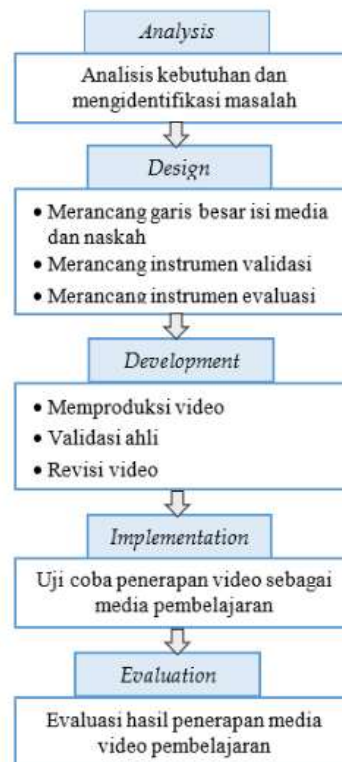 Analysis
Analisis kebutuhan dan
mengidentifikasi masalah
Design
• Merancang garis besar isi media
dan naskah
• Merancang instrumen validasi
• Merancang instrumen evaluasi
Development
• Memproduksi video
• Validasi ahli
• Revisi video
Implementation
Uji coba penerapan video sebagai
media pembelajaran
Evaluation
Evaluasi hasil penerapan media
video pembelajaran